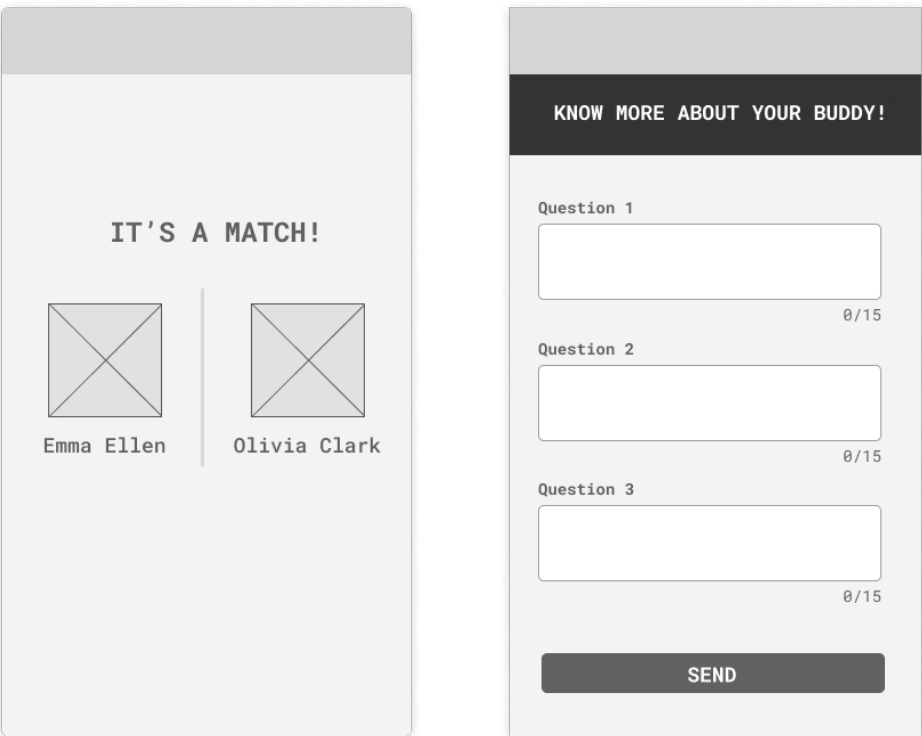 IT’S A MATCH!
Emma Ellen
Olivia Clark
KNOW MORE ABOUT YOUR BUDDY!
Question 1
0/15
Question 2
0/15
Question 3
0/15
SEND